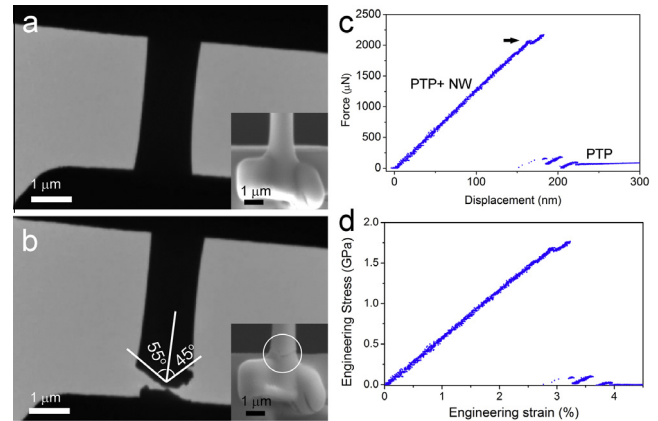 a
1 μm
1 μm
b
55°
45°
1 μm
1 μm
c
Force (μN)
2500
2000
1500
1000
500
0
PTP+ NW
PTP
0
100
200
300
Displacement (nm)
d
Engineering Stress (GPa)
2.0
1.5
1.0
0.5
0.0
0
1
2
3
4
Engineering strain (%)